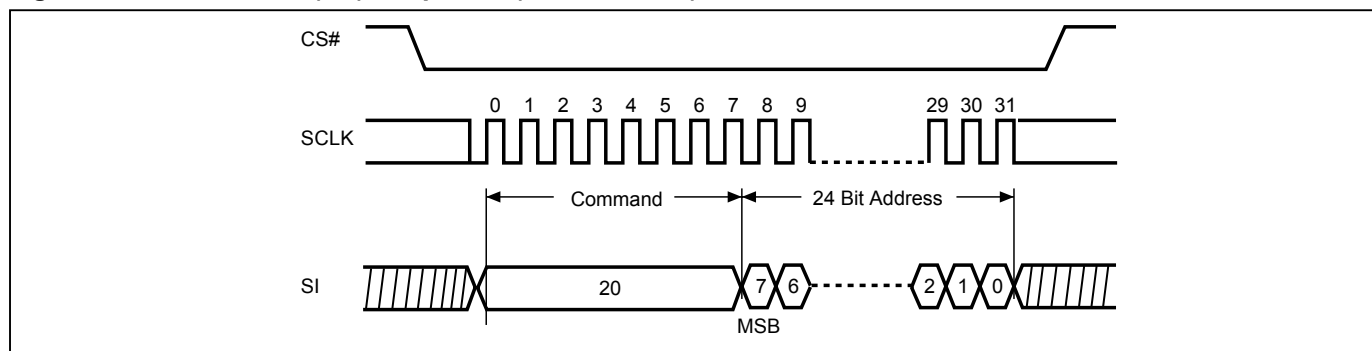 CS#
0 1 2 3 4 5 6 7 8 9 29 30 31
SCLK
Command 24 Bit Address
SI 20 7 6 2 1 0
MSB